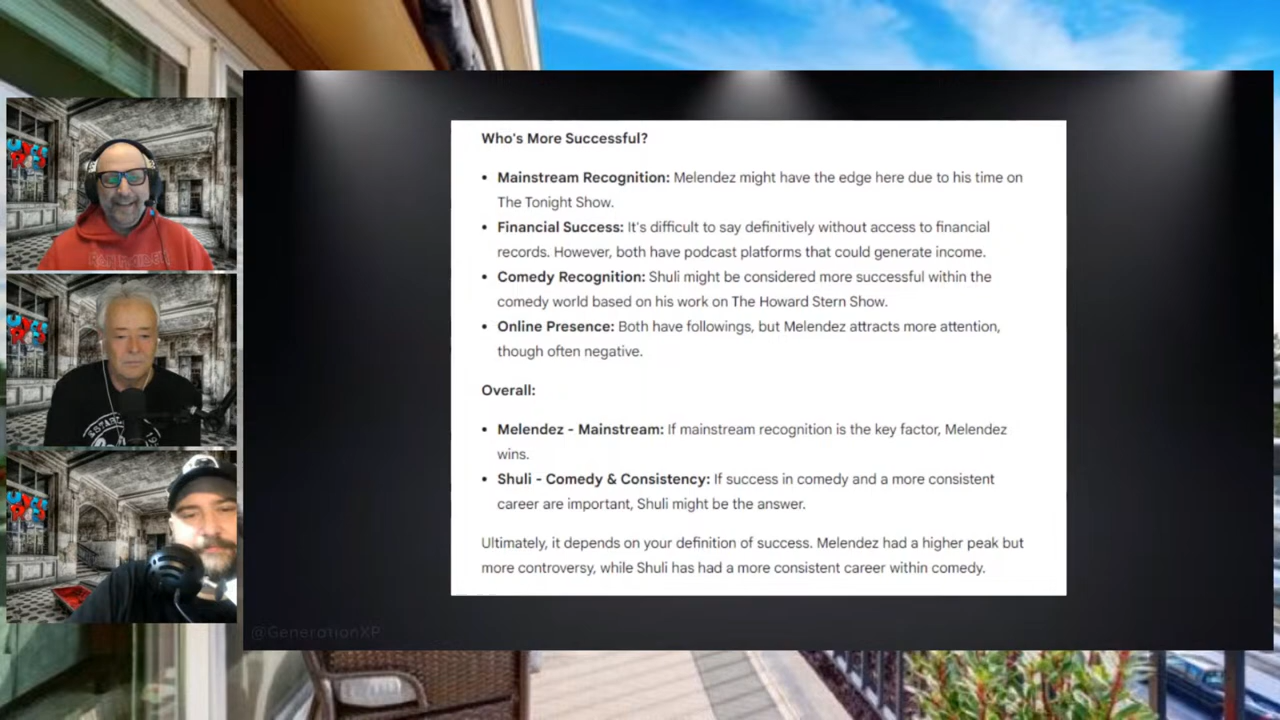 Who's More Successful?
• Mainstream Recognition: Melendez might have the edge here due to his time on
The Tonight Show.
• Financial Success: It's difficult to say definitively without access to financial
records. However, both have podcast platforms that could generate income.
• Comedy Recognition: Shuli might be considered more successful within the
comedy world based on his work on The Howard Stern Show.
• Online Presence: Both have followings, but Melendez attracts more attention,
though often negative.
Overall:
• Melendez - Mainstream: If mainstream recognition is the key factor, Melendez
wins.
• Shuli - Comedy & Consistency: If success in comedy and a more consistent
career are important, Shuli might be the answer.
Ultimately, it depends on your definition of success. Melendez had a higher peak but
more controversy, while Shuli has had a more consistent career within comedy.
@GenerationXP